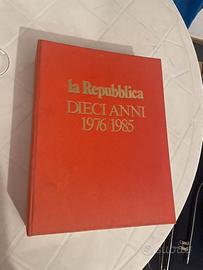 la Repubblica
DIECI ANNI
1976/1985